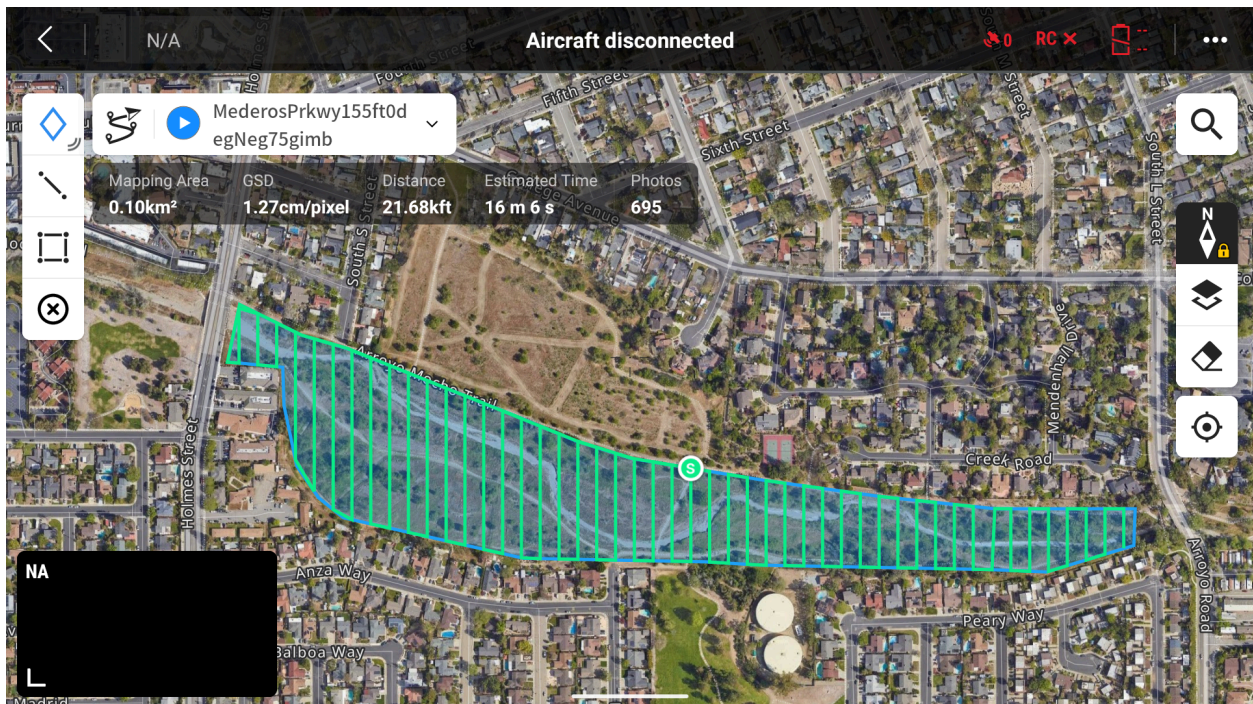 N/A
Aircraft disconnected
0
RC
--
--
MederosPrkwy155ft0d
egNeg75gimb
Mapping Area
0.10km²
GSD
1.27cm/pixel
Distance
21.68kft
Estimated Time
16 m 6 s
Photos
695
N
Fifth Street
Sixth Street
South L Street
South S Street
Mendenhall Drive
Arroyo Mocho Trail
S
Creek Road
Holmes Street
NA
Anza Way
Balboa Way
Peary Way
Arroyo Road
Madrid